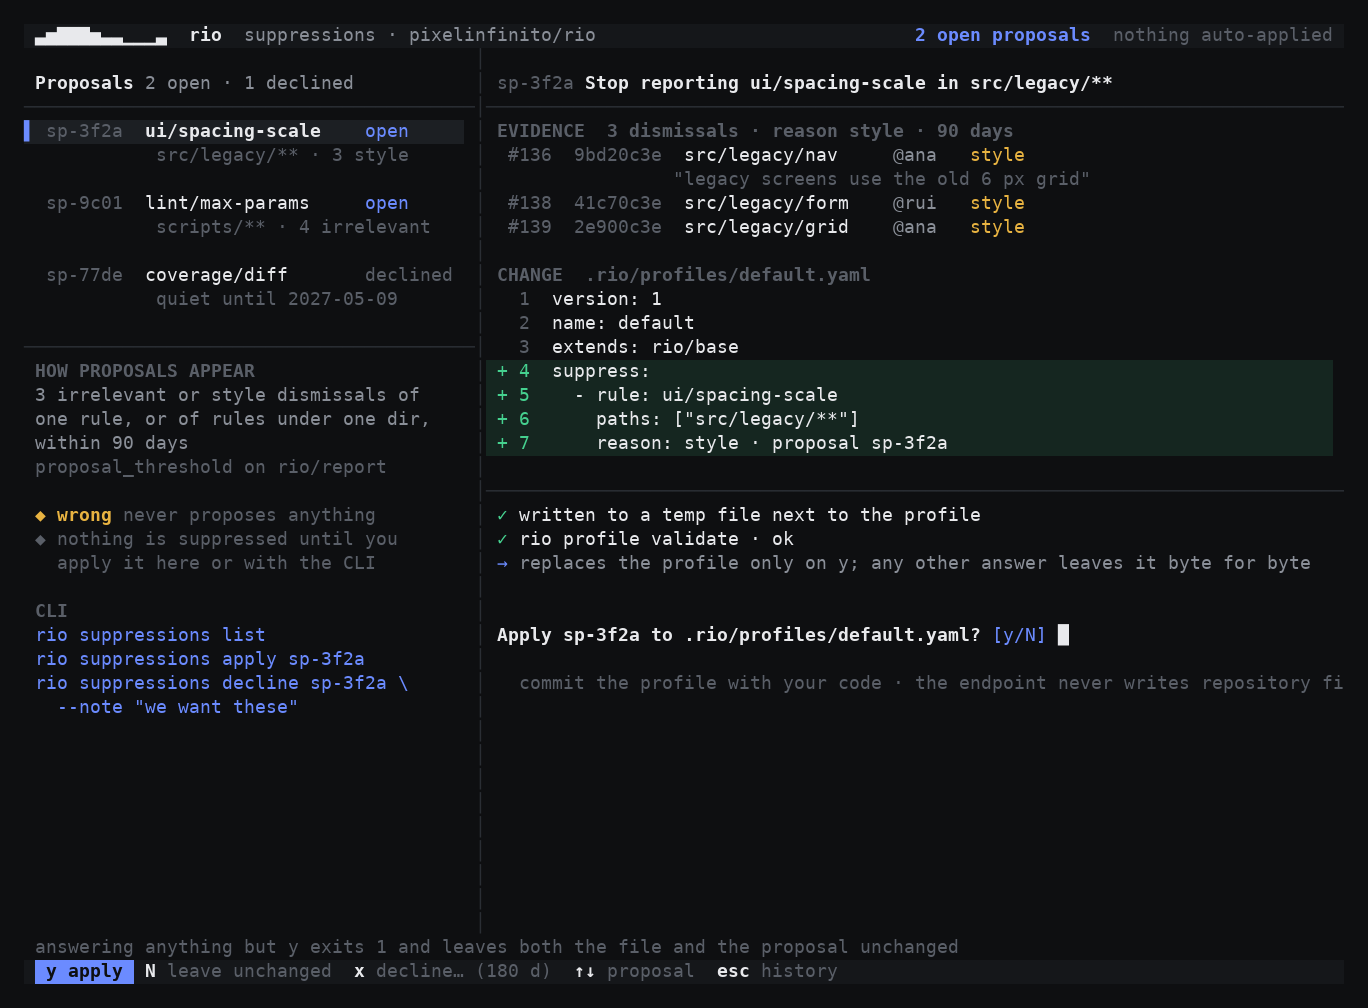 rio suppressions · pixelinfinito/rio 2 open proposals nothing auto-applied
Proposals 2 open · 1 declined
sp-3f2a ui/spacing-scale open
src/legacy/** · 3 style
sp-9c01 lint/max-params open
scripts/** · 4 irrelevant
sp-77de coverage/diff declined
quiet until 2027-05-09
HOW PROPOSALS APPEAR
3 irrelevant or style dismissals of
one rule, or of rules under one dir,
within 90 days
proposal_threshold on rio/report
◆ wrong never proposes anything
◆ nothing is suppressed until you
apply it here or with the CLI
CLI
rio suppressions list
rio suppressions apply sp-3f2a
rio suppressions decline sp-3f2a \
--note "we want these"
sp-3f2a Stop reporting ui/spacing-scale in src/legacy/**
EVIDENCE 3 dismissals · reason style · 90 days
#136 9bd20c3e src/legacy/nav @ana style
"legacy screens use the old 6 px grid"
#138 41c70c3e src/legacy/form @rui style
#139 2e900c3e src/legacy/grid @ana style
CHANGE .rio/profiles/default.yaml
1 version: 1
2 name: default
3 extends: rio/base
+ 4 suppress:
+ 5 - rule: ui/spacing-scale
+ 6 paths: ["src/legacy/**"]
+ 7 reason: style · proposal sp-3f2a
✓ written to a temp file next to the profile
✓ rio profile validate · ok
→ replaces the profile only on y; any other answer leaves it byte for byte
Apply sp-3f2a to .rio/profiles/default.yaml? [y/N]
commit the profile with your code · the endpoint never writes repository fi
answering anything but y exits 1 and leaves both the file and the proposal unchanged
y apply N leave unchanged x decline… (180 d) ↑↓ proposal esc history